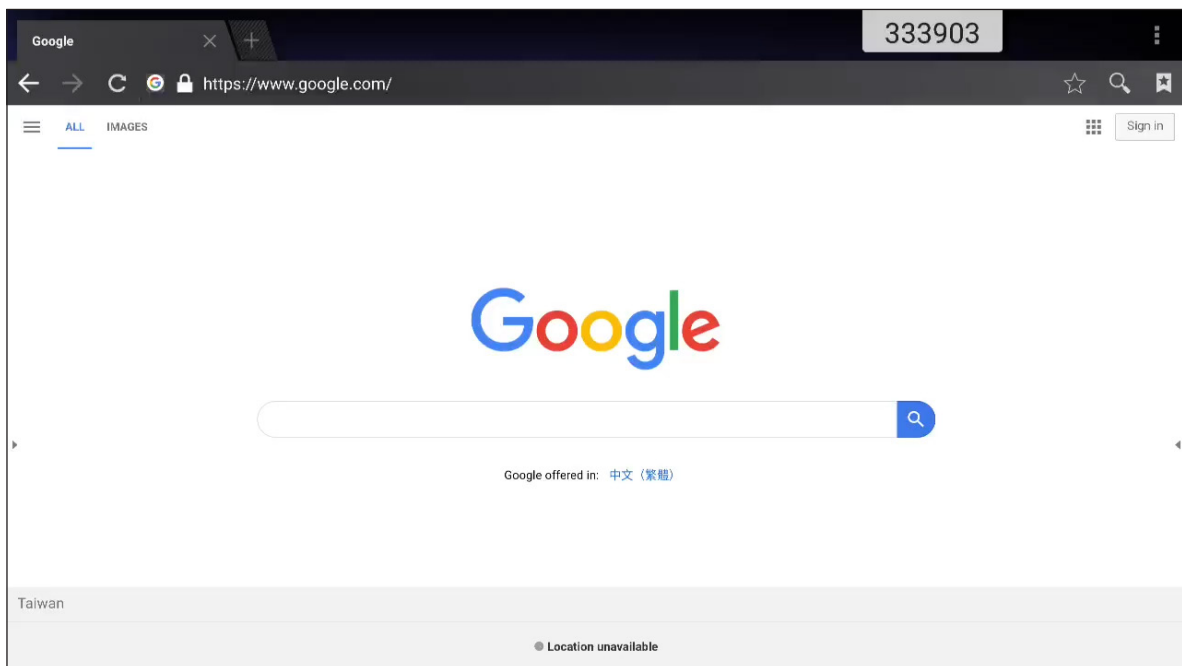 Google
333903
https://www.google.com/
ALL IMAGES
Sign in
Google
Google offered in: 中文（繁體）
Taiwan
Location unavailable